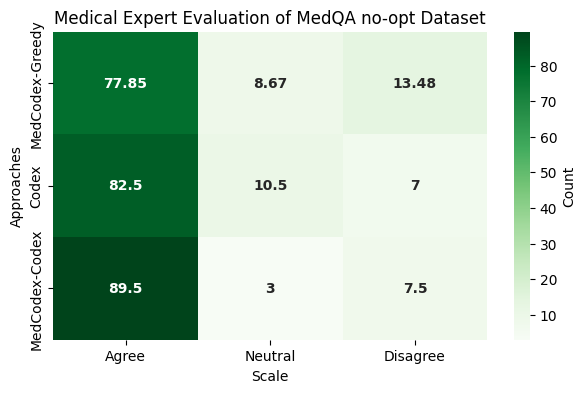 Medical Expert Evaluation of MedQA no-opt Dataset
Approaches
MedCodex-Greedy
77.85 8.67 13.48
Codex
82.5 10.5 7
MedCodex-Codex
89.5 3 7.5
Agree Neutral Disagree
Scale
80
70
60
50
40
30
20
10
Count